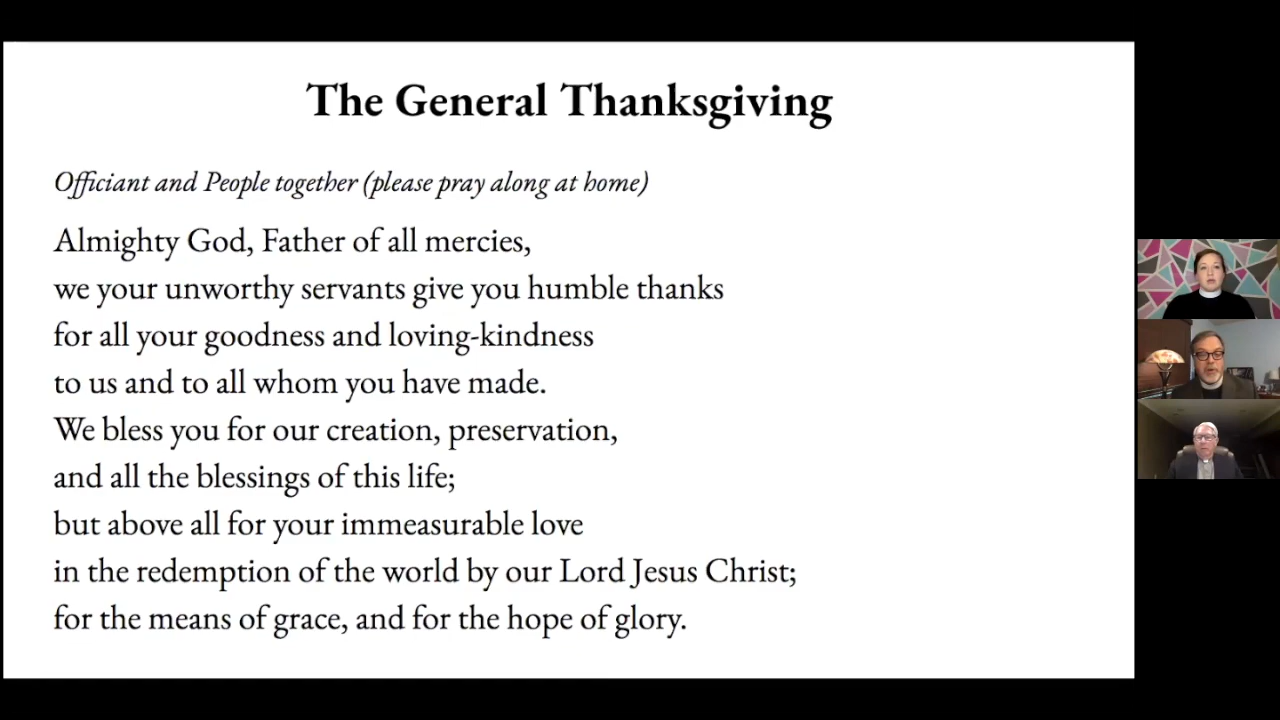 The General Thanksgiving
Officiant and People together (please pray along at home)
Almighty God, Father of all mercies,
we your unworthy servants give you humble thanks
for all your goodness and loving-kindness
to us and to all whom you have made.
We bless you for our creation, preservation,
and all the blessings of this life;
but above all for your immeasurable love
in the redemption of the world by our Lord Jesus Christ;
for the means of grace, and for the hope of glory.